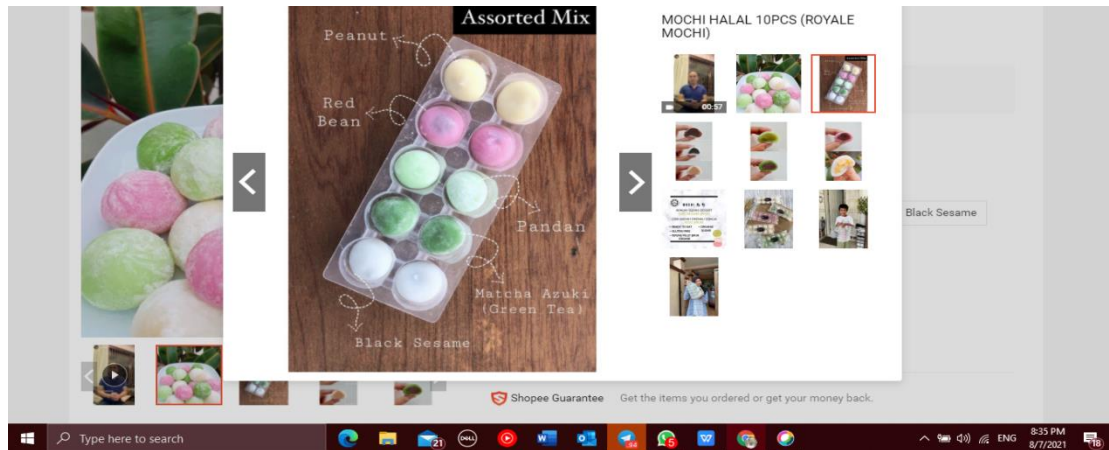 Assorted Mix
Peanut
Red
Bean
Pandan
Matcha Azuki
(Green Tea)
Black Sesame
MOCHI HALAL 10PCS (ROYALE
MOCHI)
00:57
Black Sesame
Shopee Guarantee
Get the items you ordered or get your money back.
Type here to search
DELL
21
54
5
ENG
8:35 PM
8/7/2021
18